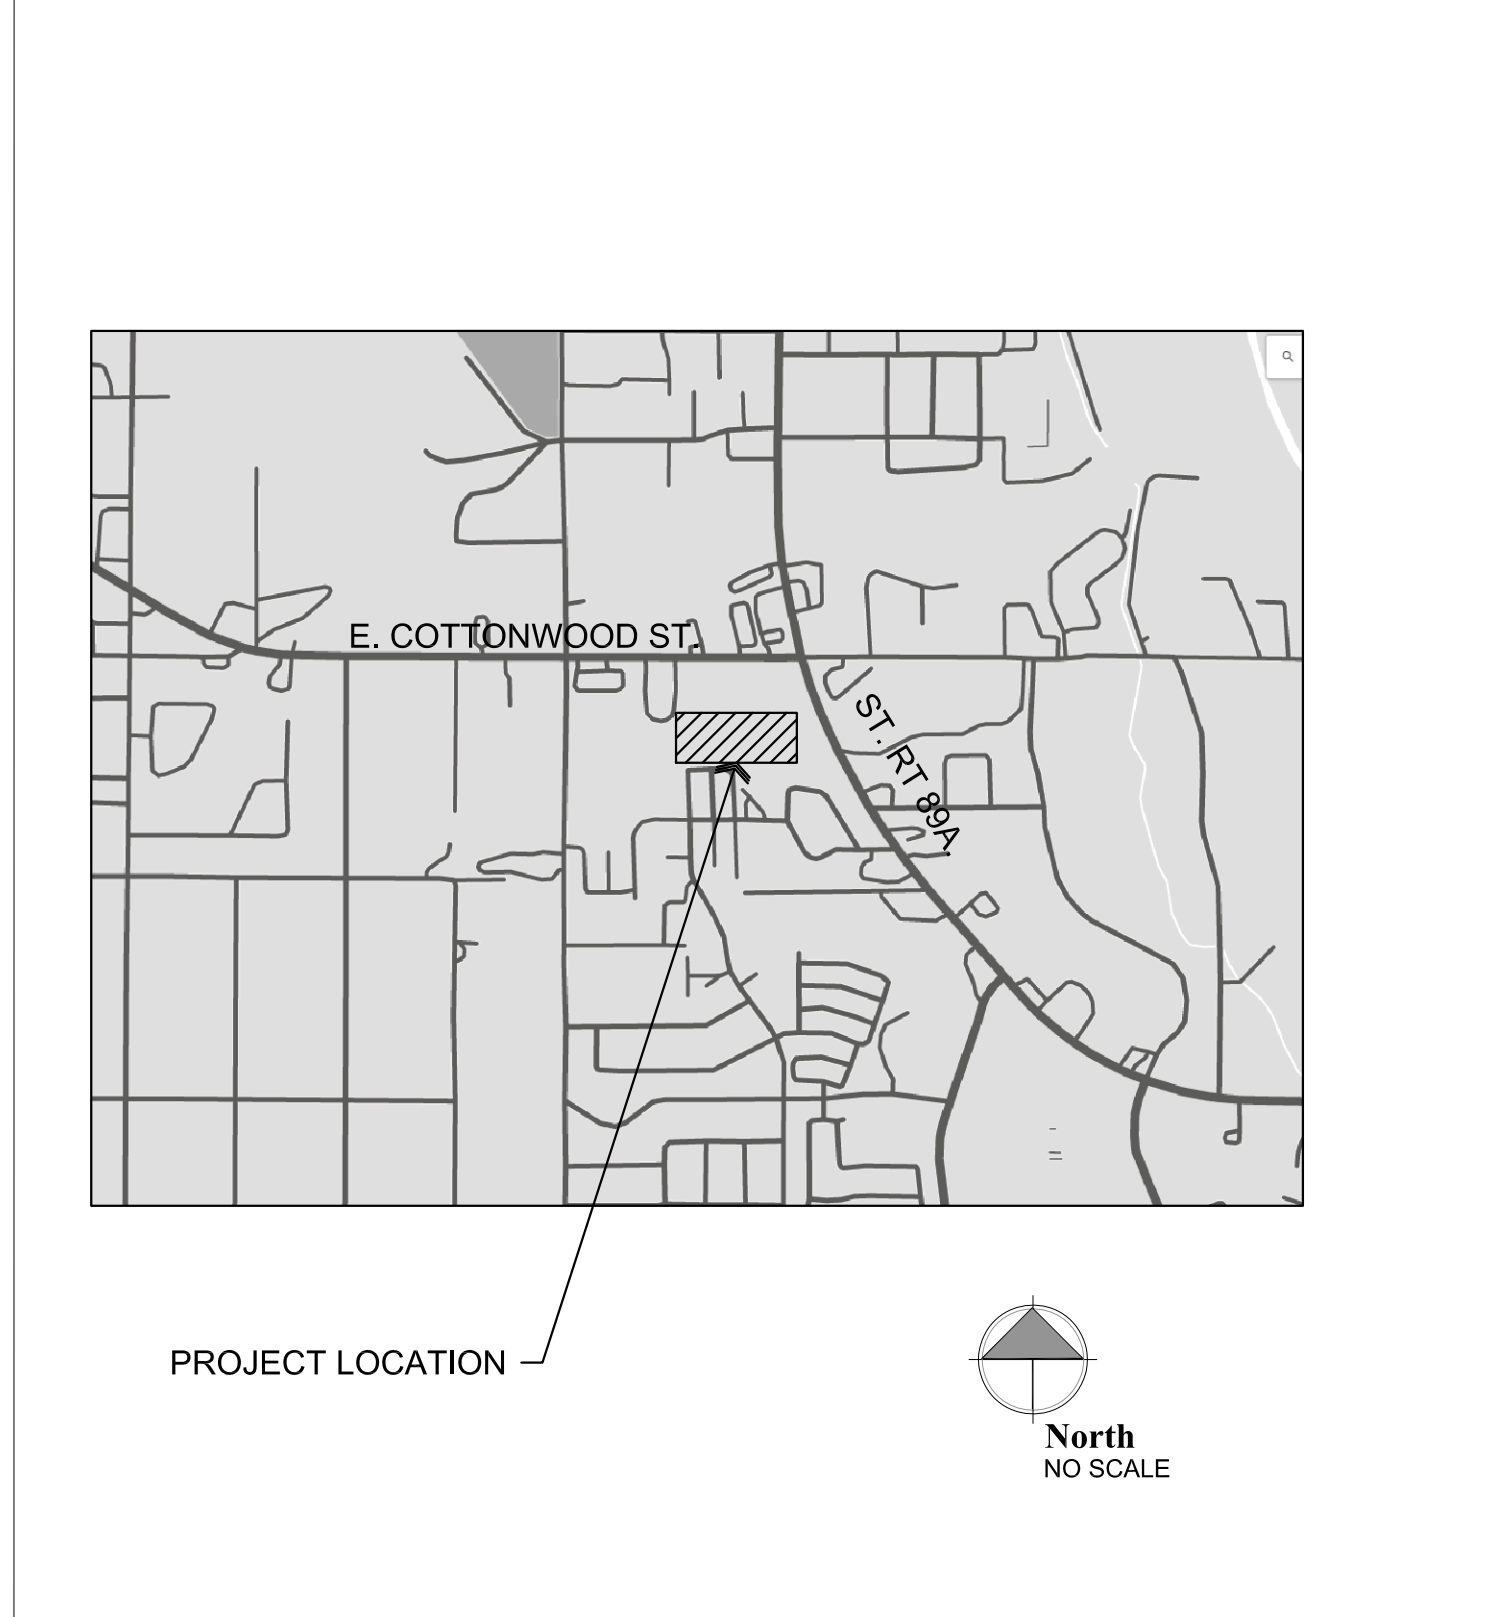 E. COTTONWOOD ST.
ST. RT 89A.
PROJECT LOCATION
North
NO SCALE